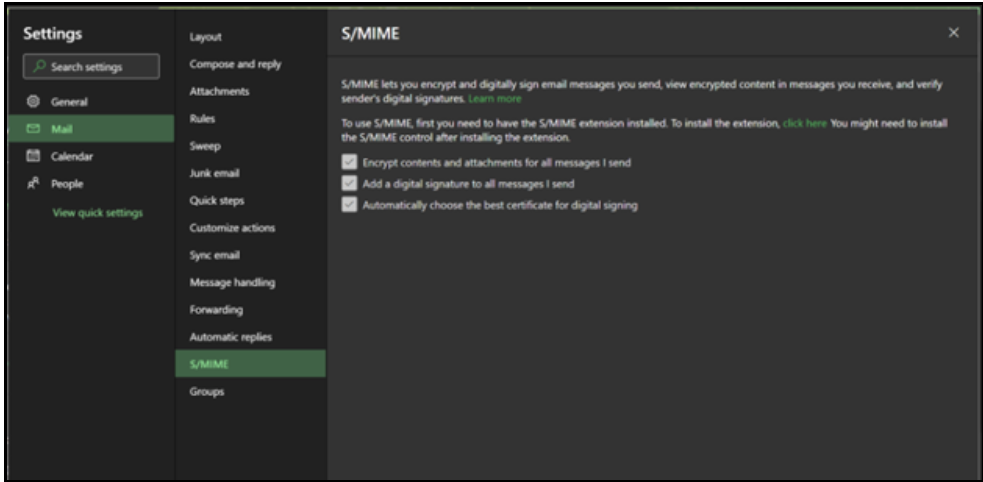 Settings
Search settings
General
Mail
Calendar
People
View quick settings
Layout
Compose and reply
Attachments
Rules
Sweep
Junk email
Quick steps
Customize actions
Sync email
Message handling
Forwarding
Automatic replies
S/MIME
Groups
S/MIME
S/MIME lets you encrypt and digitally sign email messages you send, view encrypted content in messages you receive, and verify
sender's digital signatures. Learn more
To use S/MIME, first you need to have the S/MIME extension installed. To install the extension, click here You might need to install
the S/MIME control after installing the extension.
Encrypt contents and attachments for all messages I send
Add a digital signature to all messages I send
Automatically choose the best certificate for digital signing